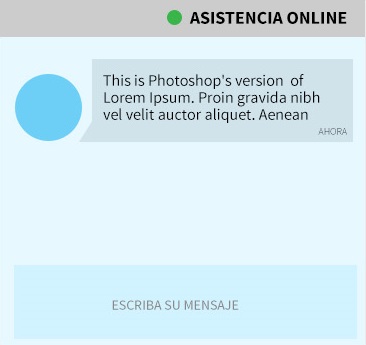 ASISTENCIA ONLINE
This is Photoshop's version of
Lorem Ipsum. Proin gravida nibh
vel velit auctor aliquet. Aenean
AHORA
ESCRIBA SU MENSAJE